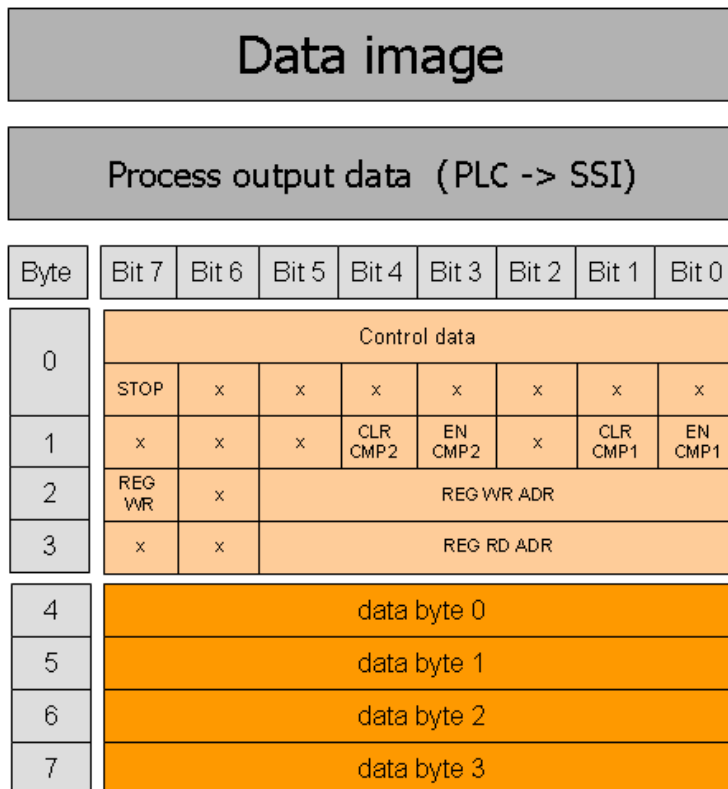 Data image
Process output data (PLC -> SSI)
Byte Bit 7 Bit 6 Bit 5 Bit 4 Bit 3 Bit 2 Bit 1 Bit 0
0 Control data
STOP x x x x x x x
1 x x x CLR CMP2 EN CMP2 x CLR CMP1 EN CMP1
2 REG WR x REG WR ADR
3 x x REG RD ADR
4 data byte 0
5 data byte 1
6 data byte 2
7 data byte 3